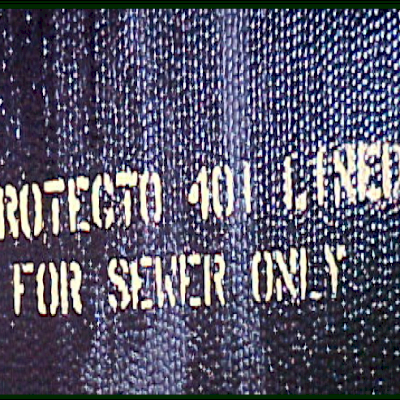 ROTECTO 401 LINED
FOR SEWER ONLY